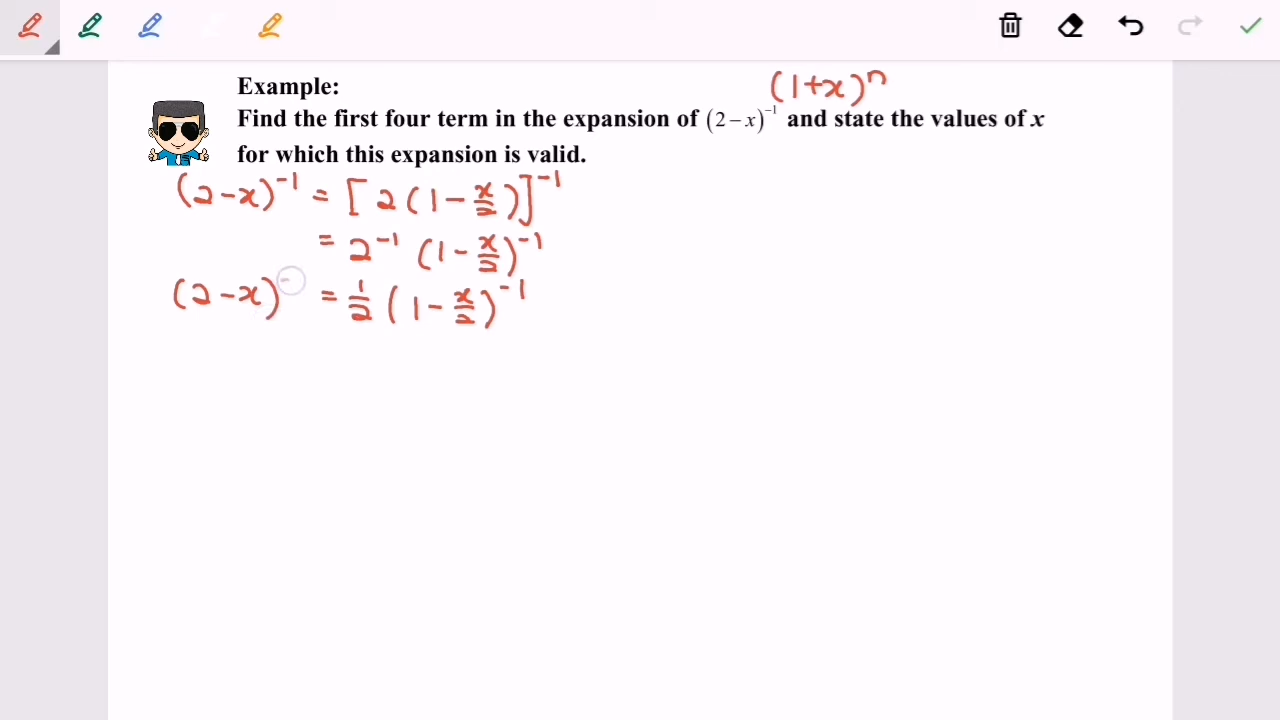 Example:
(1+x)^n
Find the first four term in the expansion of (2−x)^−1 and state the values of x
for which this expansion is valid.
(2−x)^−1 = [2(1−x/2)]^−1
= 2^−1 (1−x/2)^−1
(2−x)^- = 1/2 (1−x/2)^−1